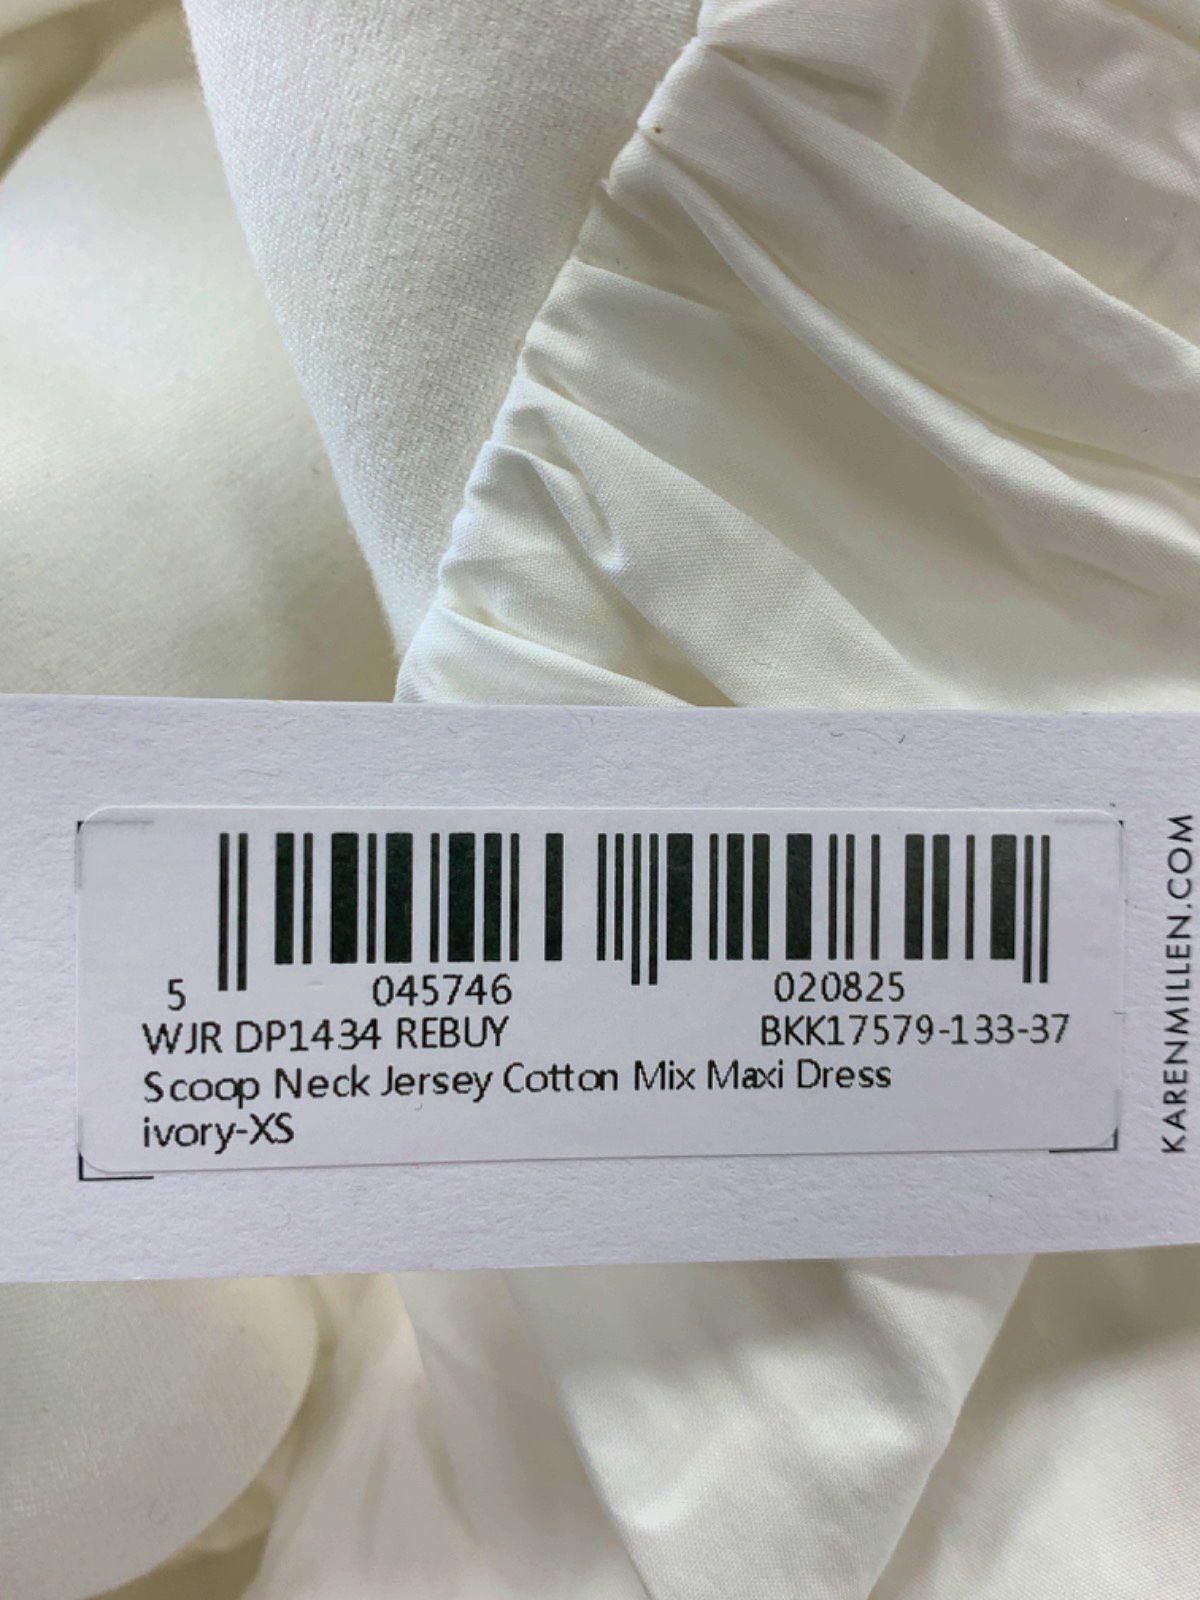 5 045746 020825
WJR DP1434 REBUY BKK17579-133-37
Scoop Neck Jersey Cotton Mix Maxi Dress
ivory-XS
KARENMILLEN.COM